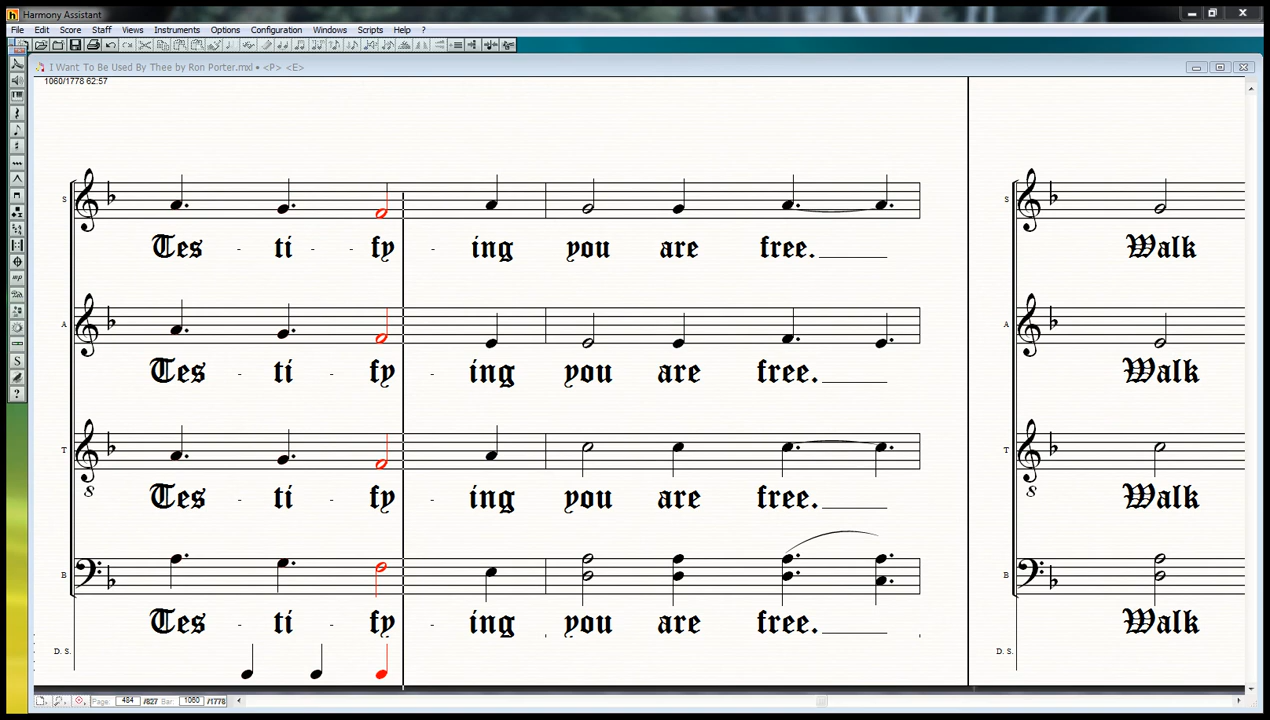 Harmony Assistant
File Edit Score Staff Views Instruments Options Configuration Windows Scripts Help ?
I Want To Be Used By Thee by Ron Porter.mxl • <P> <E>
1060/1778 62:57
S
Tes - ti - - fy - ing you are free.
S
Walk
A
Tes - ti - fy - ing you are free.
A
Walk
T
8
Tes - ti - fy - ing you are free.
T
8
Walk
B
Tes - ti - fy - ing you are free.
B
Walk
D. S.
D. S.
mp
S
?
Page: 484 /827 Bar: 1060 /1778